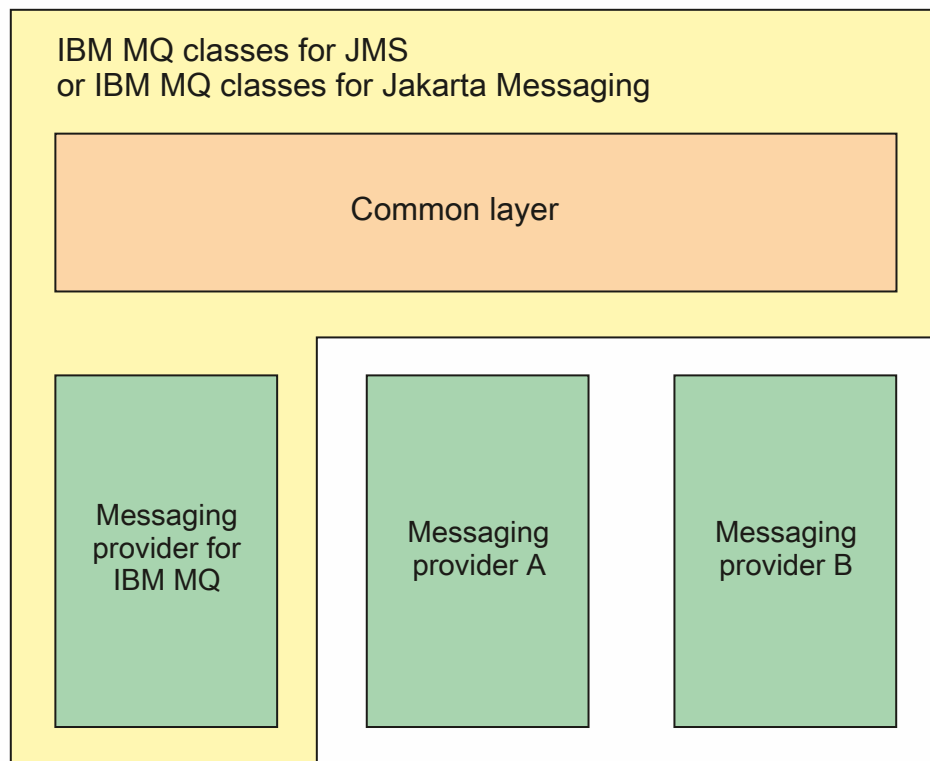 IBM MQ classes for JMS
or IBM MQ classes for Jakarta Messaging
Common layer
Messaging
provider for
IBM MQ
Messaging
provider A
Messaging
provider B